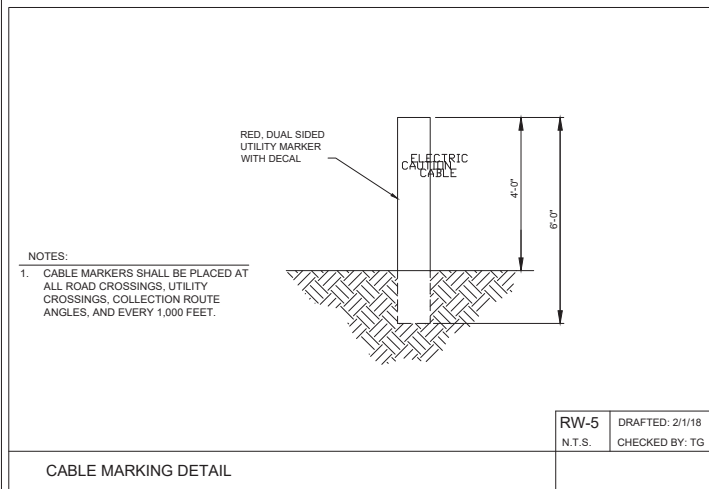 RED, DUAL SIDED
UTILITY MARKER
WITH DECAL
ELECTRIC
CAUTION
CABLE
4'-0"
6'-0"
NOTES:
1. CABLE MARKERS SHALL BE PLACED AT
ALL ROAD CROSSINGS, UTILITY
CROSSINGS, COLLECTION ROUTE
ANGLES, AND EVERY 1,000 FEET.
RW-5
DRAFTED: 2/1/18
N.T.S.
CHECKED BY: TG
CABLE MARKING DETAIL